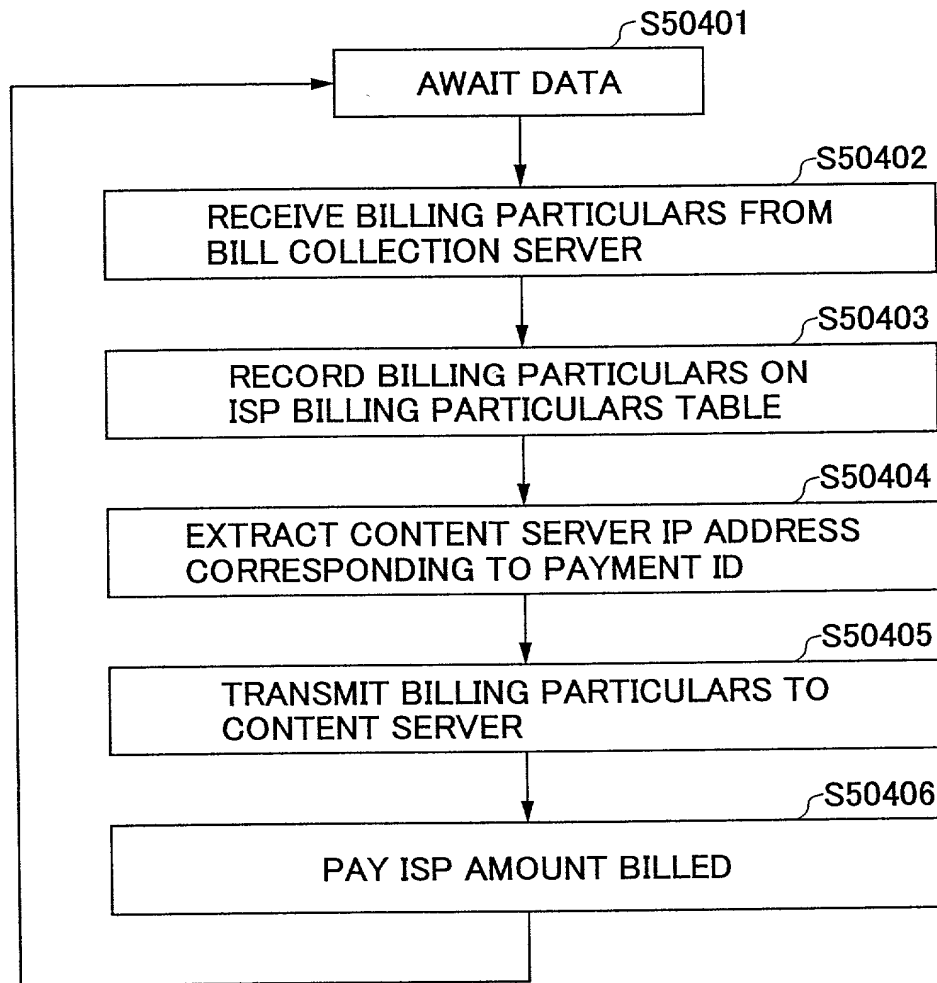 S50401
AWAIT DATA
S50402
RECEIVE BILLING PARTICULARS FROM
BILL COLLECTION SERVER
S50403
RECORD BILLING PARTICULARS ON
ISP BILLING PARTICULARS TABLE
S50404
EXTRACT CONTENT SERVER IP ADDRESS
CORRESPONDING TO PAYMENT ID
S50405
TRANSMIT BILLING PARTICULARS TO
CONTENT SERVER
S50406
PAY ISP AMOUNT BILLED